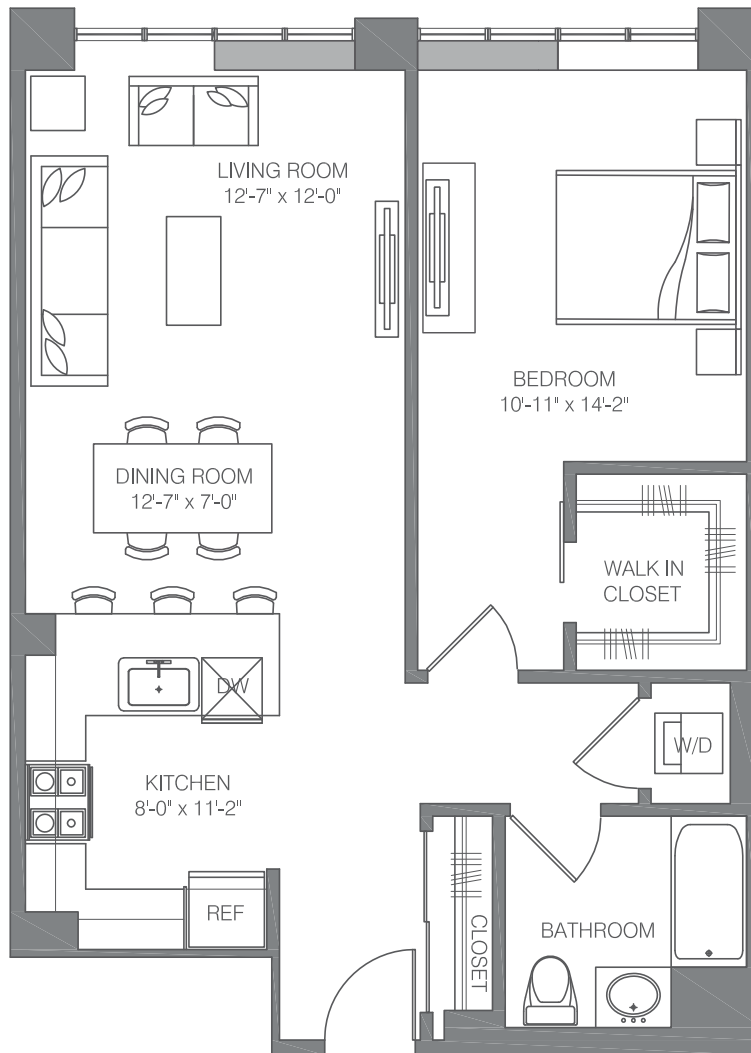 LIVING ROOM
12'-7" x 12'-0"
BEDROOM
10'-11" x 14'-2"
DINING ROOM
12'-7" x 7'-0"
WALK IN
CLOSET
DW
W/D
KITCHEN
8'-0" x 11'-2"
REF
CLOSET
BATHROOM